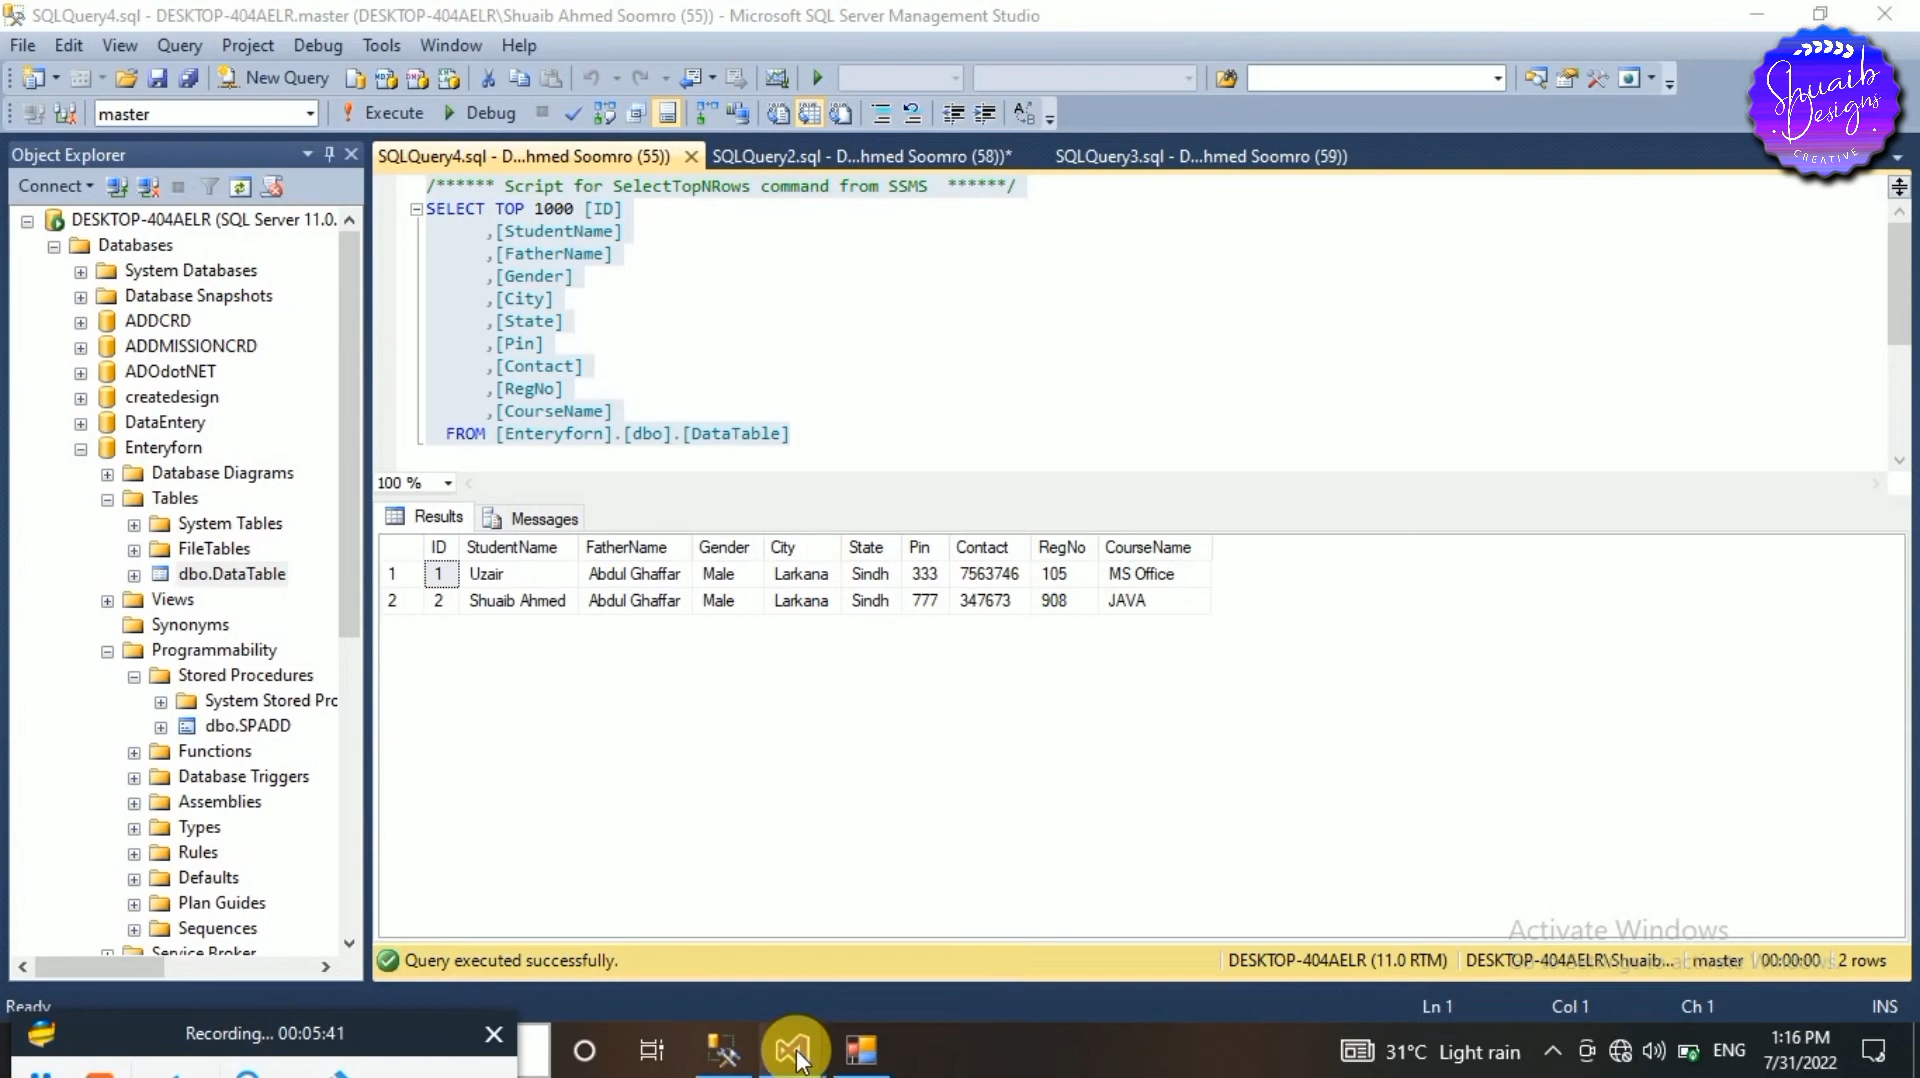 SQLQuery4.sql - DESKTOP-404AELR.master (DESKTOP-404AELR\Shuaib Ahmed Soomro (55)) - Microsoft SQL Server Management Studio
File Edit View Query Project Debug Tools Window Help
New Query
master Execute Debug
Shuaib
Designs
CREATIVE
Object Explorer
Connect
DESKTOP-404AELR (SQL Server 11.0.
Databases
System Databases
Database Snapshots
ADDCRD
ADDMISSIONCRD
ADOdotNET
createdesign
DataEntery
Enteryforn
Database Diagrams
Tables
System Tables
FileTables
dbo.DataTable
Views
Synonyms
Programmability
Stored Procedures
System Stored Prc
dbo.SPADD
Functions
Database Triggers
Assemblies
Types
Rules
Defaults
Plan Guides
Sequences
Service Broker
SQLQuery4.sql - D...hmed Soomro (55)) SQLQuery2.sql - D...hmed Soomro (58))* SQLQuery3.sql - D...hmed Soomro (59))
/****** Script for SelectTopNRows command from SSMS ******/
SELECT TOP 1000 [ID]
,[StudentName]
,[FatherName]
,[Gender]
,[City]
,[State]
,[Pin]
,[Contact]
,[RegNo]
,[CourseName]
FROM [Enteryforn].[dbo].[DataTable]
100 %
Results Messages
ID StudentName FatherName Gender City State Pin Contact RegNo CourseName
1 1 Uzair Abdul Ghaffar Male Larkana Sindh 333 7563746 105 MS Office
2 2 Shuaib Ahmed Abdul Ghaffar Male Larkana Sindh 777 347673 908 JAVA
Activate Windows
Query executed successfully. DESKTOP-404AELR (11.0 RTM) DESKTOP-404AELR\Shuaib... master 00:00:00 2 rows
Ready Ln 1 Col 1 Ch 1 INS
Recording... 00:05:41
31°C Light rain ENG 1:16 PM
7/31/2022